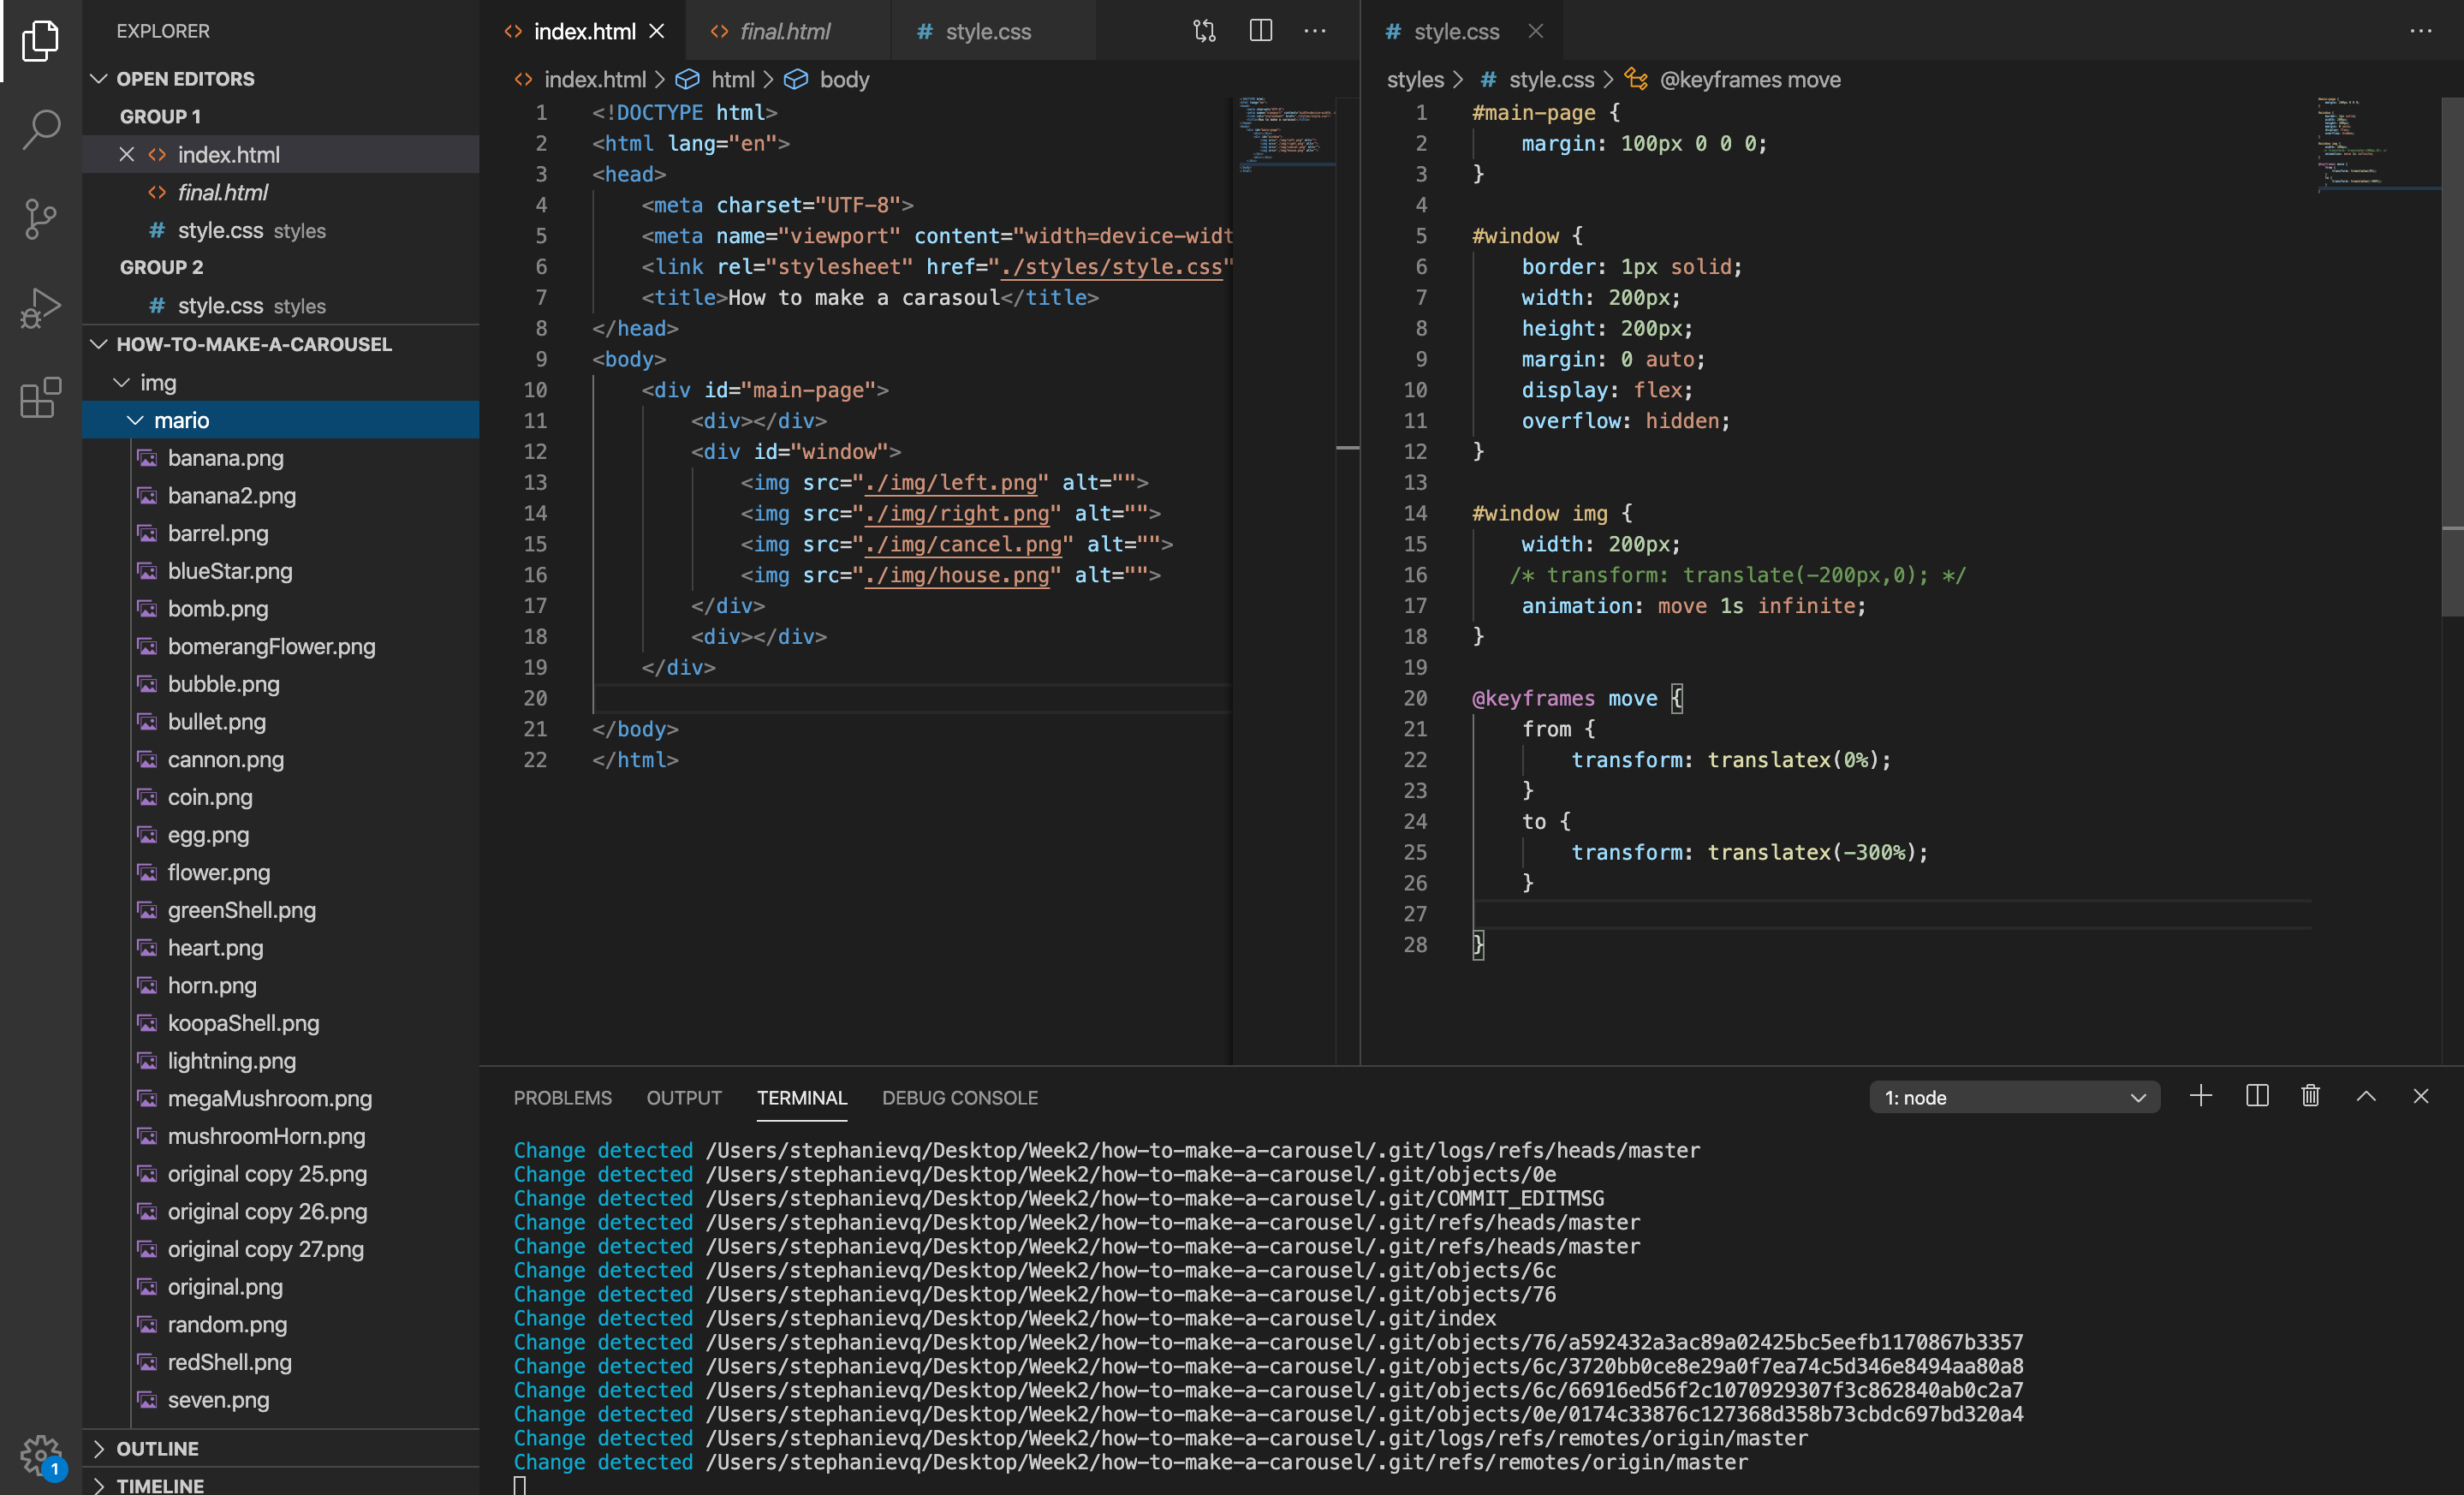 EXPLORER
OPEN EDITORS
GROUP 1
index.html
final.html
style.css styles
GROUP 2
style.css styles
HOW-TO-MAKE-A-CAROUSEL
img
mario
banana.png
banana2.png
barrel.png
blueStar.png
bomb.png
bomerangFlower.png
bubble.png
bullet.png
cannon.png
coin.png
egg.png
flower.png
greenShell.png
heart.png
horn.png
koopaShell.png
lightning.png
megaMushroom.png
mushroomHorn.png
original copy 25.png
original copy 26.png
original copy 27.png
original.png
random.png
redShell.png
seven.png
OUTLINE
TIMELINE
1
index.html final.html # style.css
index.html > html > body
1 <!DOCTYPE html>
2 <html lang="en">
3 <head>
4 <meta charset="UTF-8">
5 <meta name="viewport" content="width=device-widt
6 <link rel="stylesheet" href="./styles/style.css"
7 <title>How to make a carasoul</title>
8 </head>
9 <body>
10 <div id="main-page">
11 <div></div>
12 <div id="window">
13 <img src="./img/left.png" alt="">
14 <img src="./img/right.png" alt="">
15 <img src="./img/cancel.png" alt="">
16 <img src="./img/house.png" alt="">
17 </div>
18 <div></div>
19 </div>
20
21 </body>
22 </html>
# style.css
styles > # style.css > @keyframes move
1 #main-page {
2 margin: 100px 0 0 0;
3 }
4
5 #window {
6 border: 1px solid;
7 width: 200px;
8 height: 200px;
9 margin: 0 auto;
10 display: flex;
11 overflow: hidden;
12 }
13
14 #window img {
15 width: 200px;
16 /* transform: translate(-200px,0); */
17 animation: move 1s infinite;
18 }
19
20 @keyframes move {
21 from {
22 transform: translatex(0%);
23 }
24 to {
25 transform: translatex(-300%);
26 }
27
28 }
PROBLEMS OUTPUT TERMINAL DEBUG CONSOLE
1: node
Change detected /Users/stephanievq/Desktop/Week2/how-to-make-a-carousel/.git/logs/refs/heads/master
Change detected /Users/stephanievq/Desktop/Week2/how-to-make-a-carousel/.git/objects/0e
Change detected /Users/stephanievq/Desktop/Week2/how-to-make-a-carousel/.git/COMMIT_EDITMSG
Change detected /Users/stephanievq/Desktop/Week2/how-to-make-a-carousel/.git/refs/heads/master
Change detected /Users/stephanievq/Desktop/Week2/how-to-make-a-carousel/.git/refs/heads/master
Change detected /Users/stephanievq/Desktop/Week2/how-to-make-a-carousel/.git/objects/6c
Change detected /Users/stephanievq/Desktop/Week2/how-to-make-a-carousel/.git/objects/76
Change detected /Users/stephanievq/Desktop/Week2/how-to-make-a-carousel/.git/index
Change detected /Users/stephanievq/Desktop/Week2/how-to-make-a-carousel/.git/objects/76/a592432a3ac89a02425bc5eefb1170867b3357
Change detected /Users/stephanievq/Desktop/Week2/how-to-make-a-carousel/.git/objects/6c/3720bb0ce8e29a0f7ea74c5d346e8494aa80a8
Change detected /Users/stephanievq/Desktop/Week2/how-to-make-a-carousel/.git/objects/6c/66916ed56f2c1070929307f3c862840ab0c2a7
Change detected /Users/stephanievq/Desktop/Week2/how-to-make-a-carousel/.git/objects/0e/0174c33876c127368d358b73cbdc697bd320a4
Change detected /Users/stephanievq/Desktop/Week2/how-to-make-a-carousel/.git/logs/refs/remotes/origin/master
Change detected /Users/stephanievq/Desktop/Week2/how-to-make-a-carousel/.git/refs/remotes/origin/master